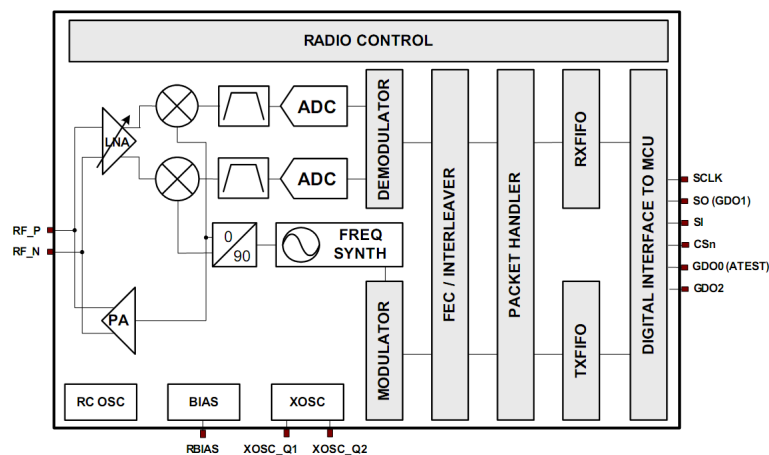 RADIO CONTROL
LNA
ADC
ADC
DEMODULATOR
FEC / INTERLEAVER
PACKET HANDLER
RXFIFO
DIGITAL INTERFACE TO MCU
SCLK
SO (GDO1)
SI
CSn
GDO0 (ATEST)
GDO2
RF_P
RF_N
0
90
FREQ
SYNTH
PA
MODULATOR
TXFIFO
RC OSC
BIAS
XOSC
RBIAS
XOSC_Q1
XOSC_Q2